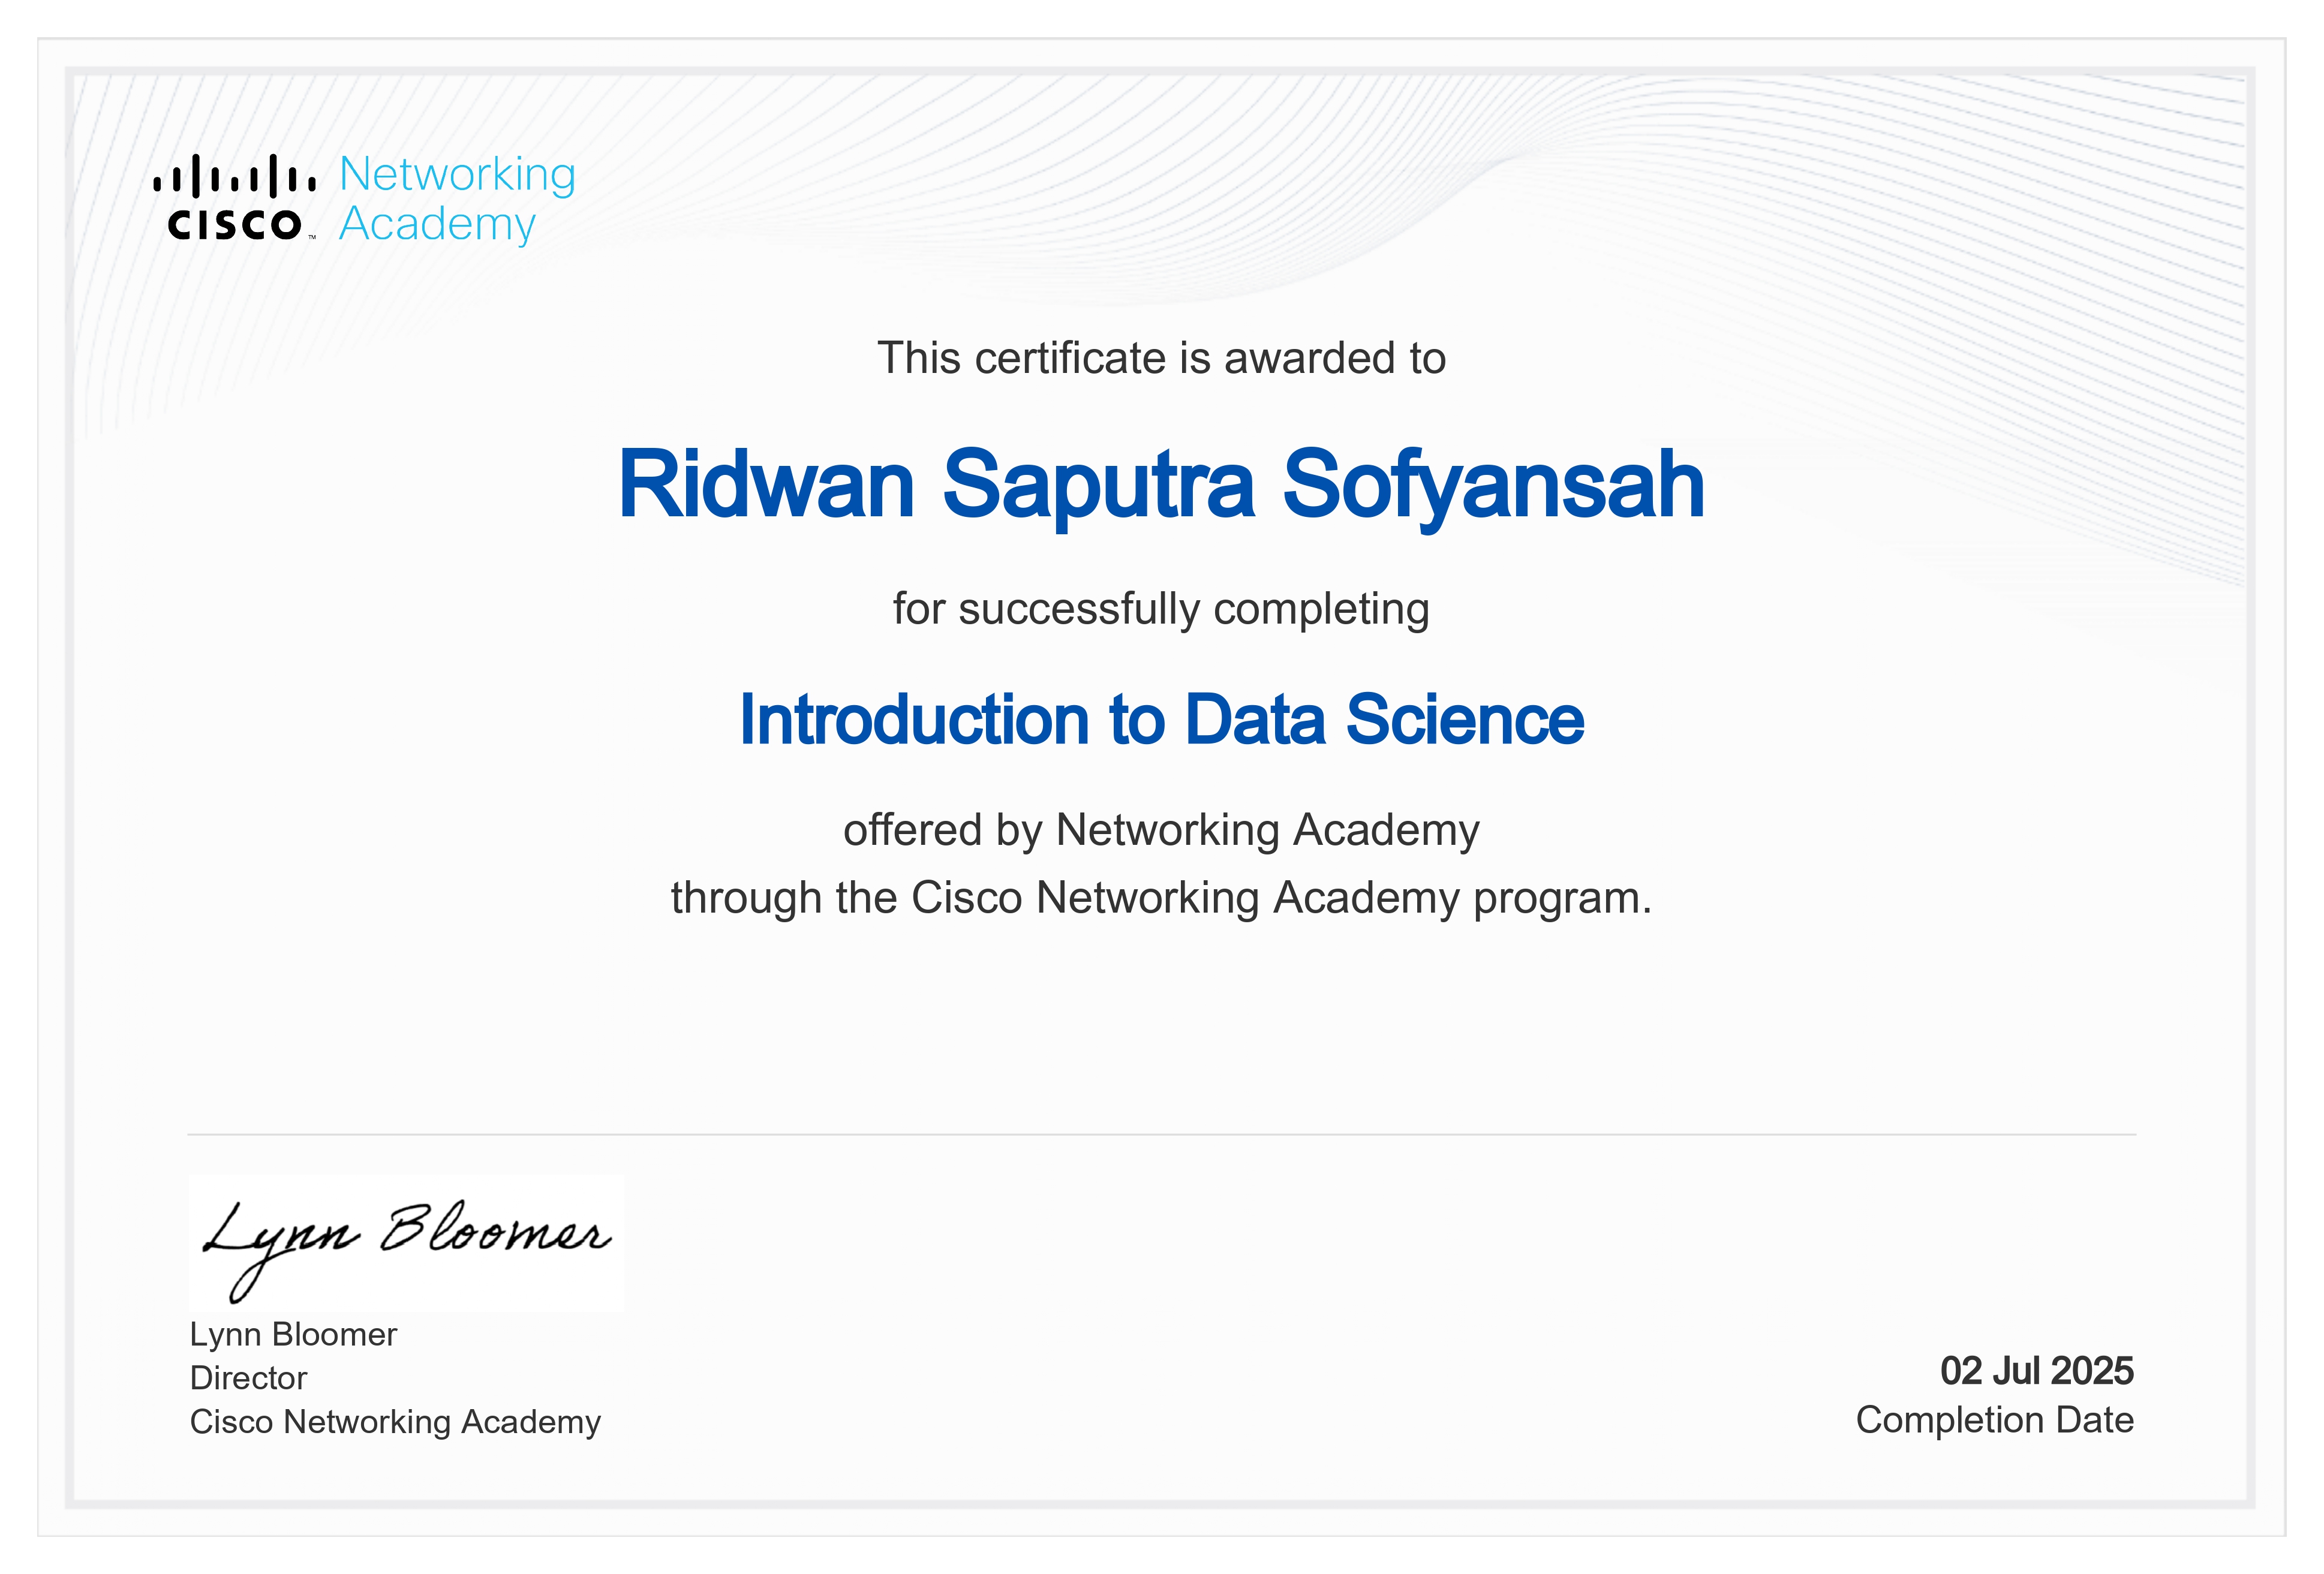 Networking
CISCO™ Academy
This certificate is awarded to
Ridwan Saputra Sofyansah
for successfully completing
Introduction to Data Science
offered by Networking Academy
through the Cisco Networking Academy program.
Lynn Bloomer
Lynn Bloomer
Director
Cisco Networking Academy
02 Jul 2025
Completion Date